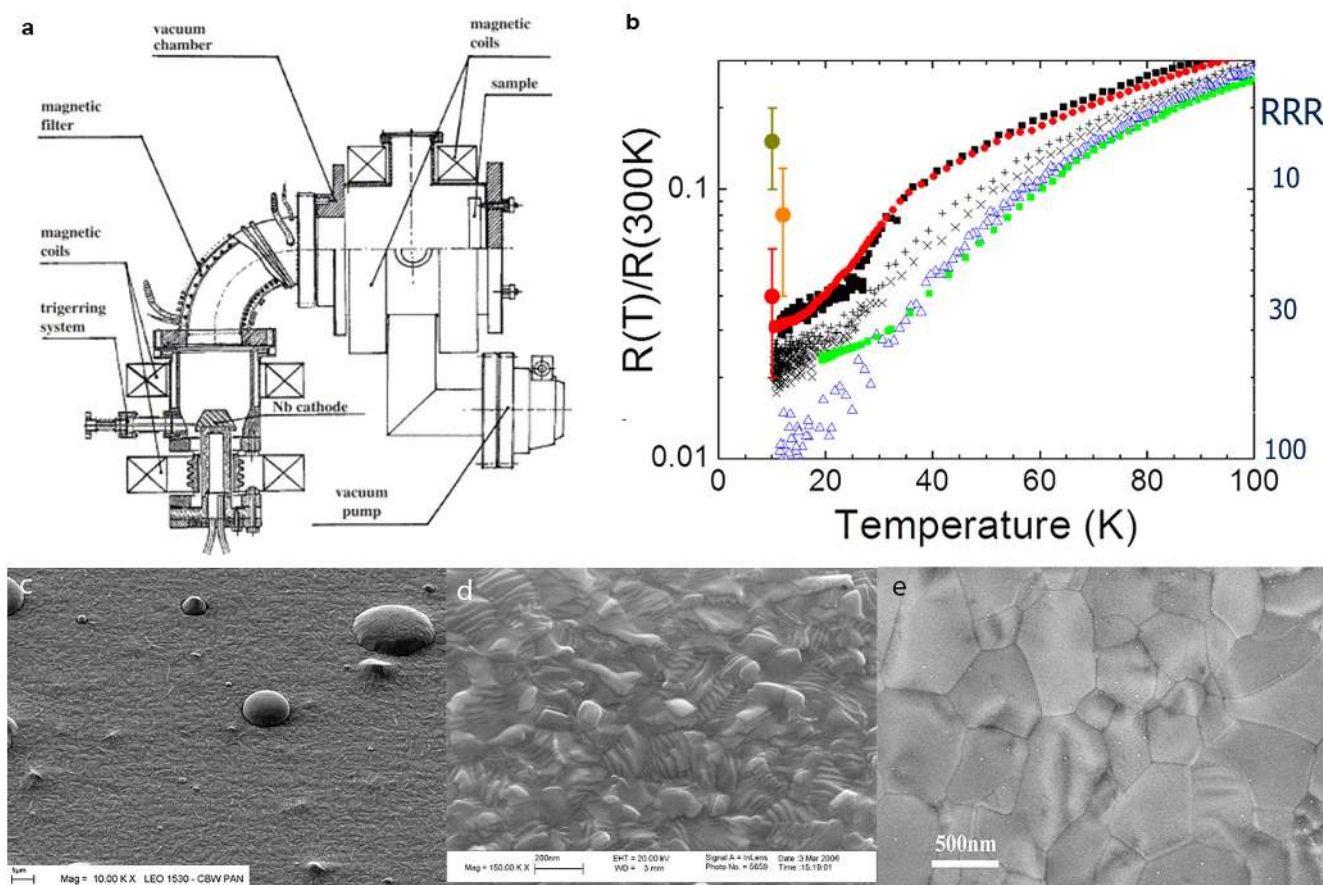 a
vacuum
chamber
magnetic
coils
sample
magnetic
filter
magnetic
coils
trigerring
system
Nb cathode
vacuum
pump
b
R(T)/R(300K)
0.1
0.01
0 20 40 60 80 100
Temperature (K)
RRR
10
30
100
c
1µm Mag = 10.00 K X LEO 1530 - CBW PAN
d
Mag = 150.00 K X
200nm
EHT = 20.00 kV
WD = 3 mm
Signal A = InLens
Photo No. = 5659
Date :3 Mar 2006
Time :15:19:01
e
500nm